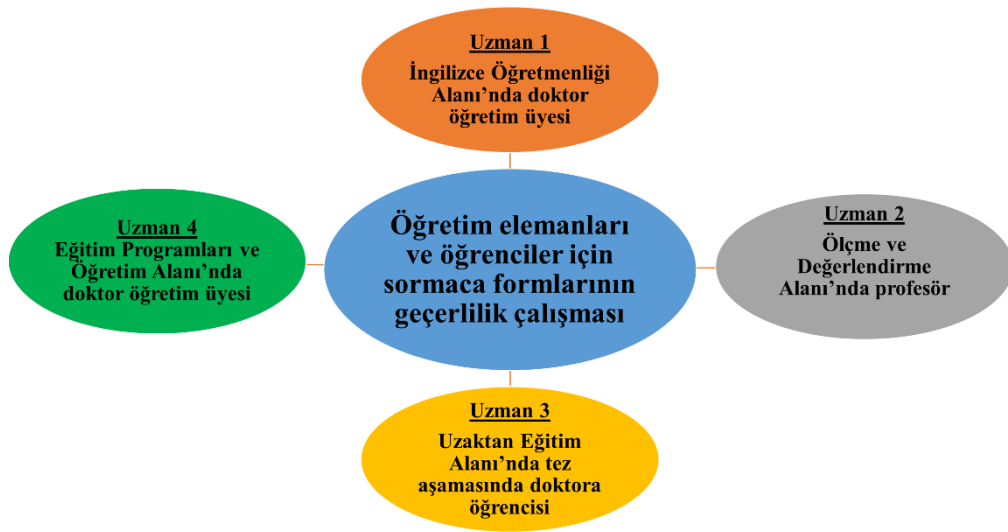 Uzman 1
İngilizce Öğretmenliği
Alanı’nda doktor
öğretim üyesi
Uzman 4
Eğitim Programları ve
Öğretim Alanı’nda
doktor öğretim üyesi
Öğretim elemanları
ve öğrenciler için
sormaca formlarının
geçerlilik çalışması
Uzman 2
Ölçme ve
Değerlendirme
Alanı’nda profesör
Uzman 3
Uzaktan Eğitim
Alanı’nda tez
aşamasında doktora
öğrencisi